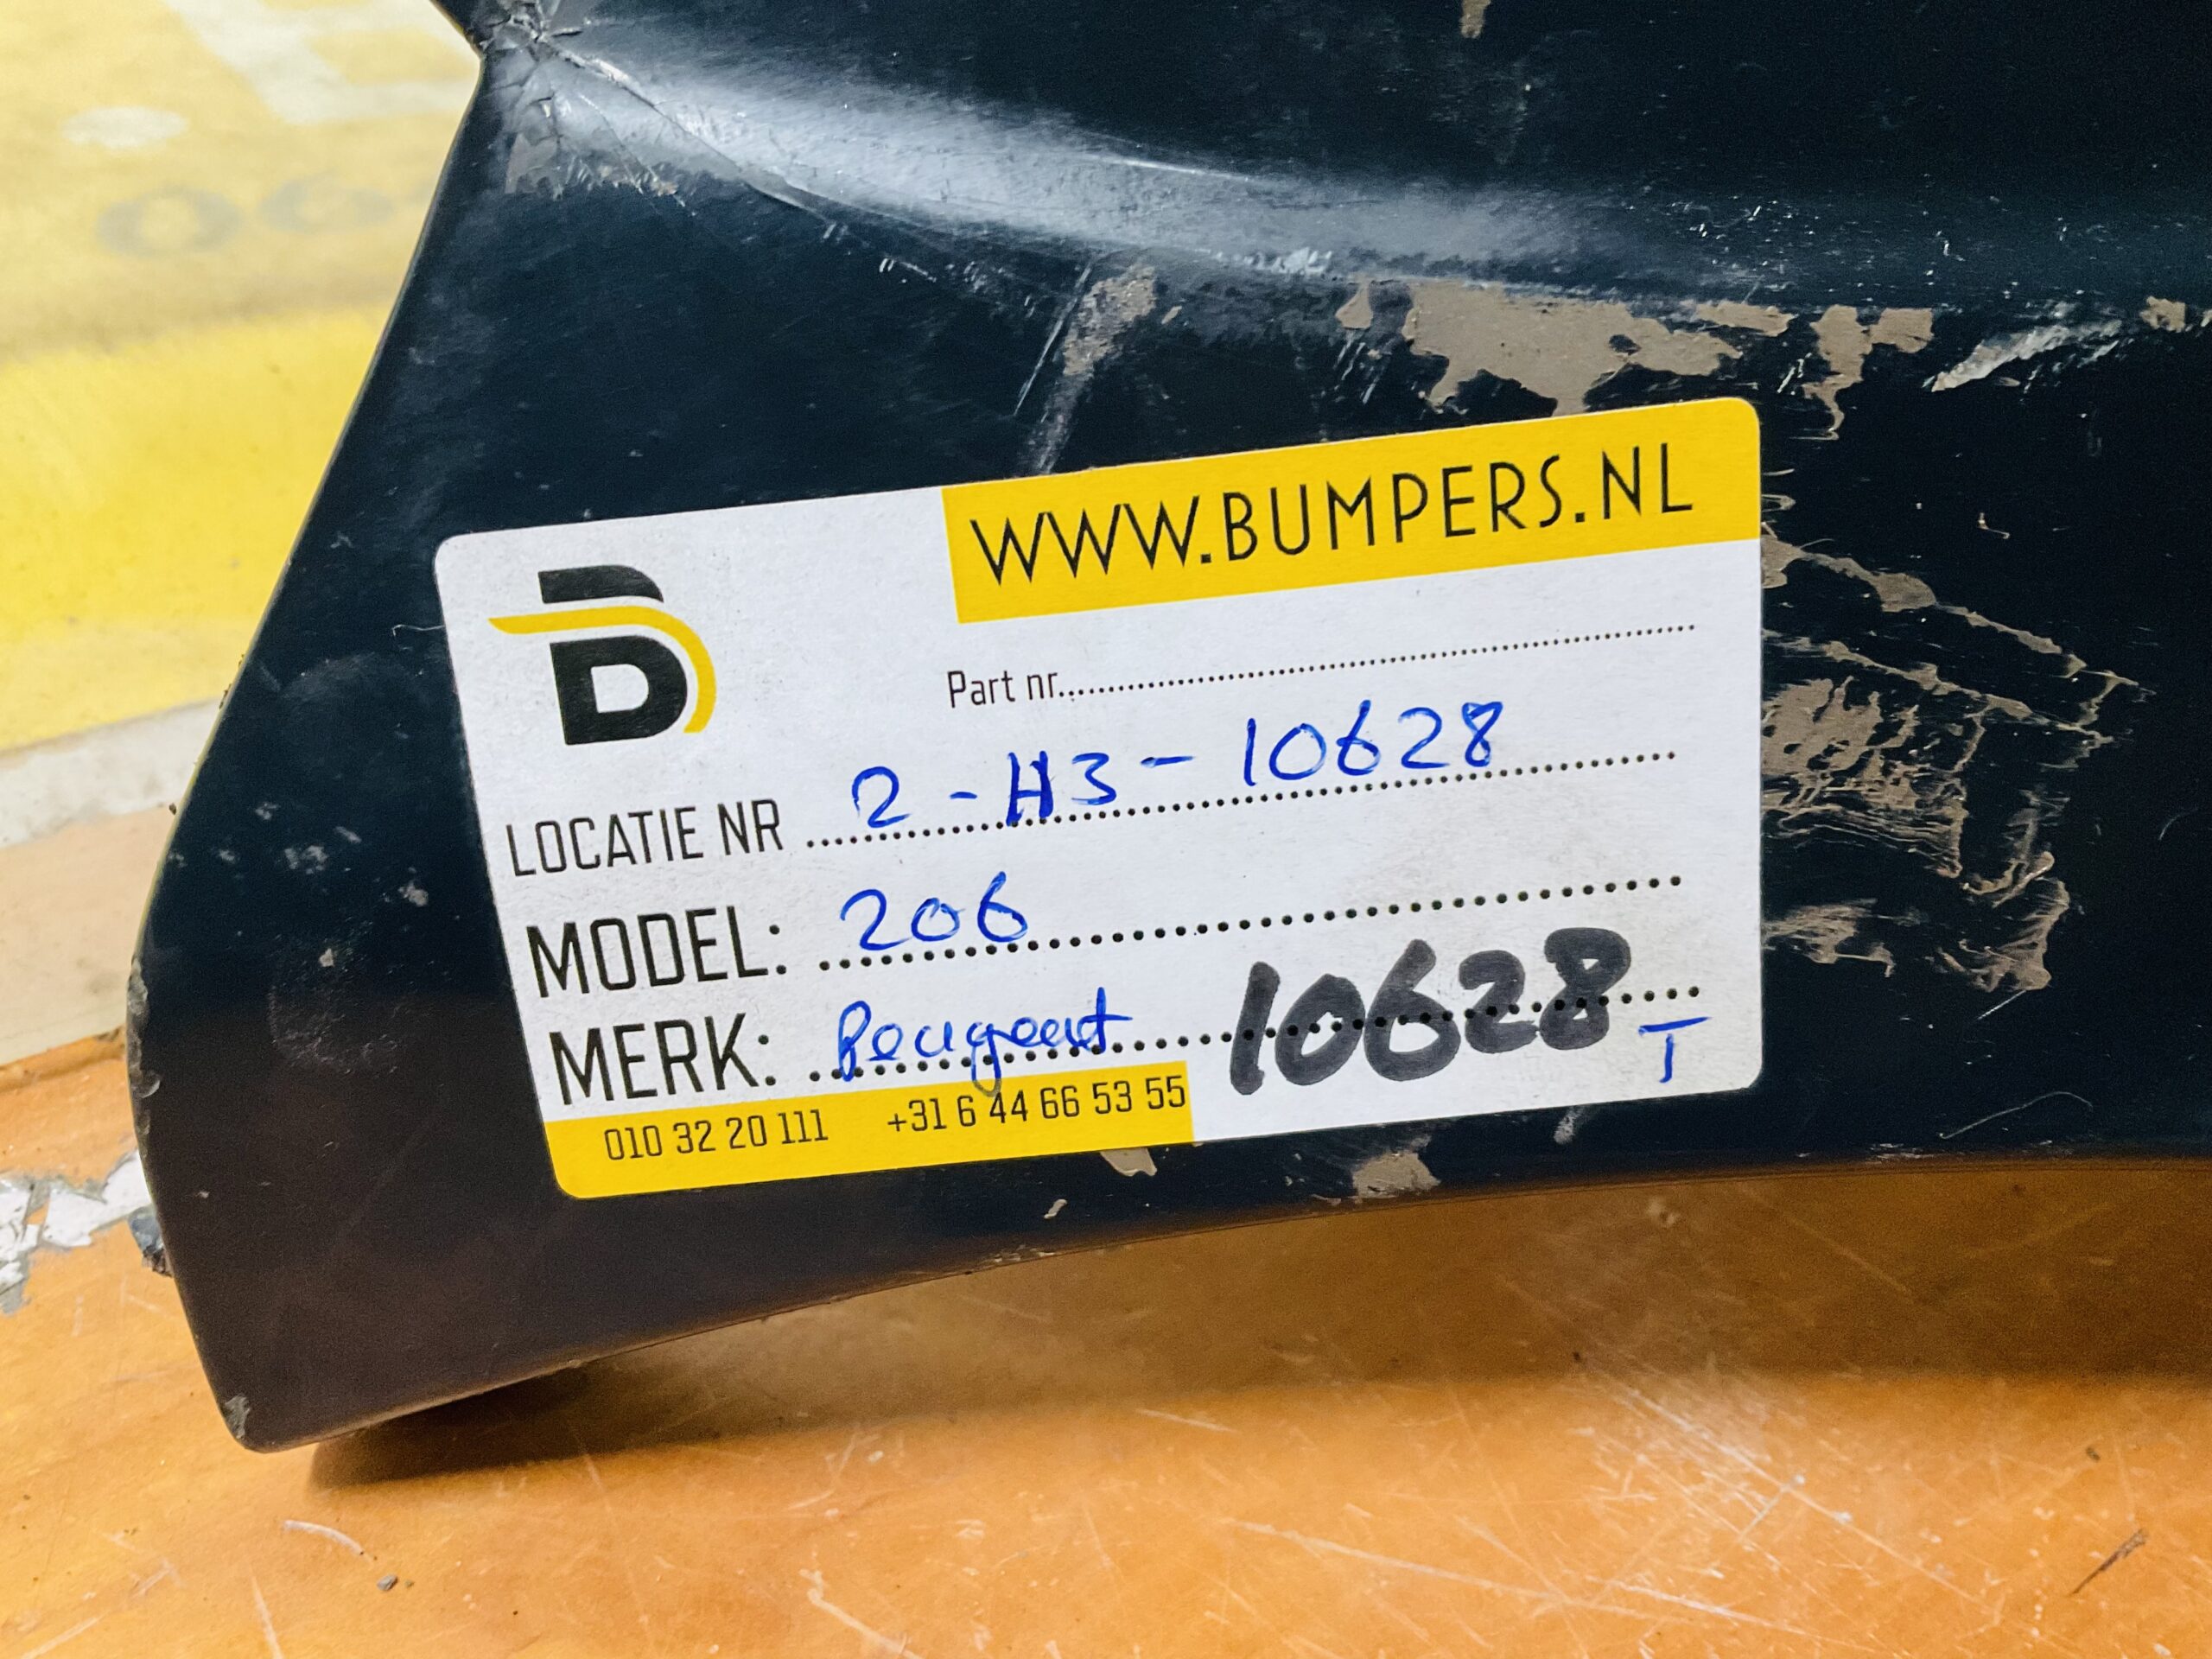 WWW.BUMPERS.NL
B
Part nr.........................................
LOCATIE NR 2-H3-10628
MODEL: 206
MERK: Peugeot 10628 T
010 32 20 111 +31 6 44 66 53 55